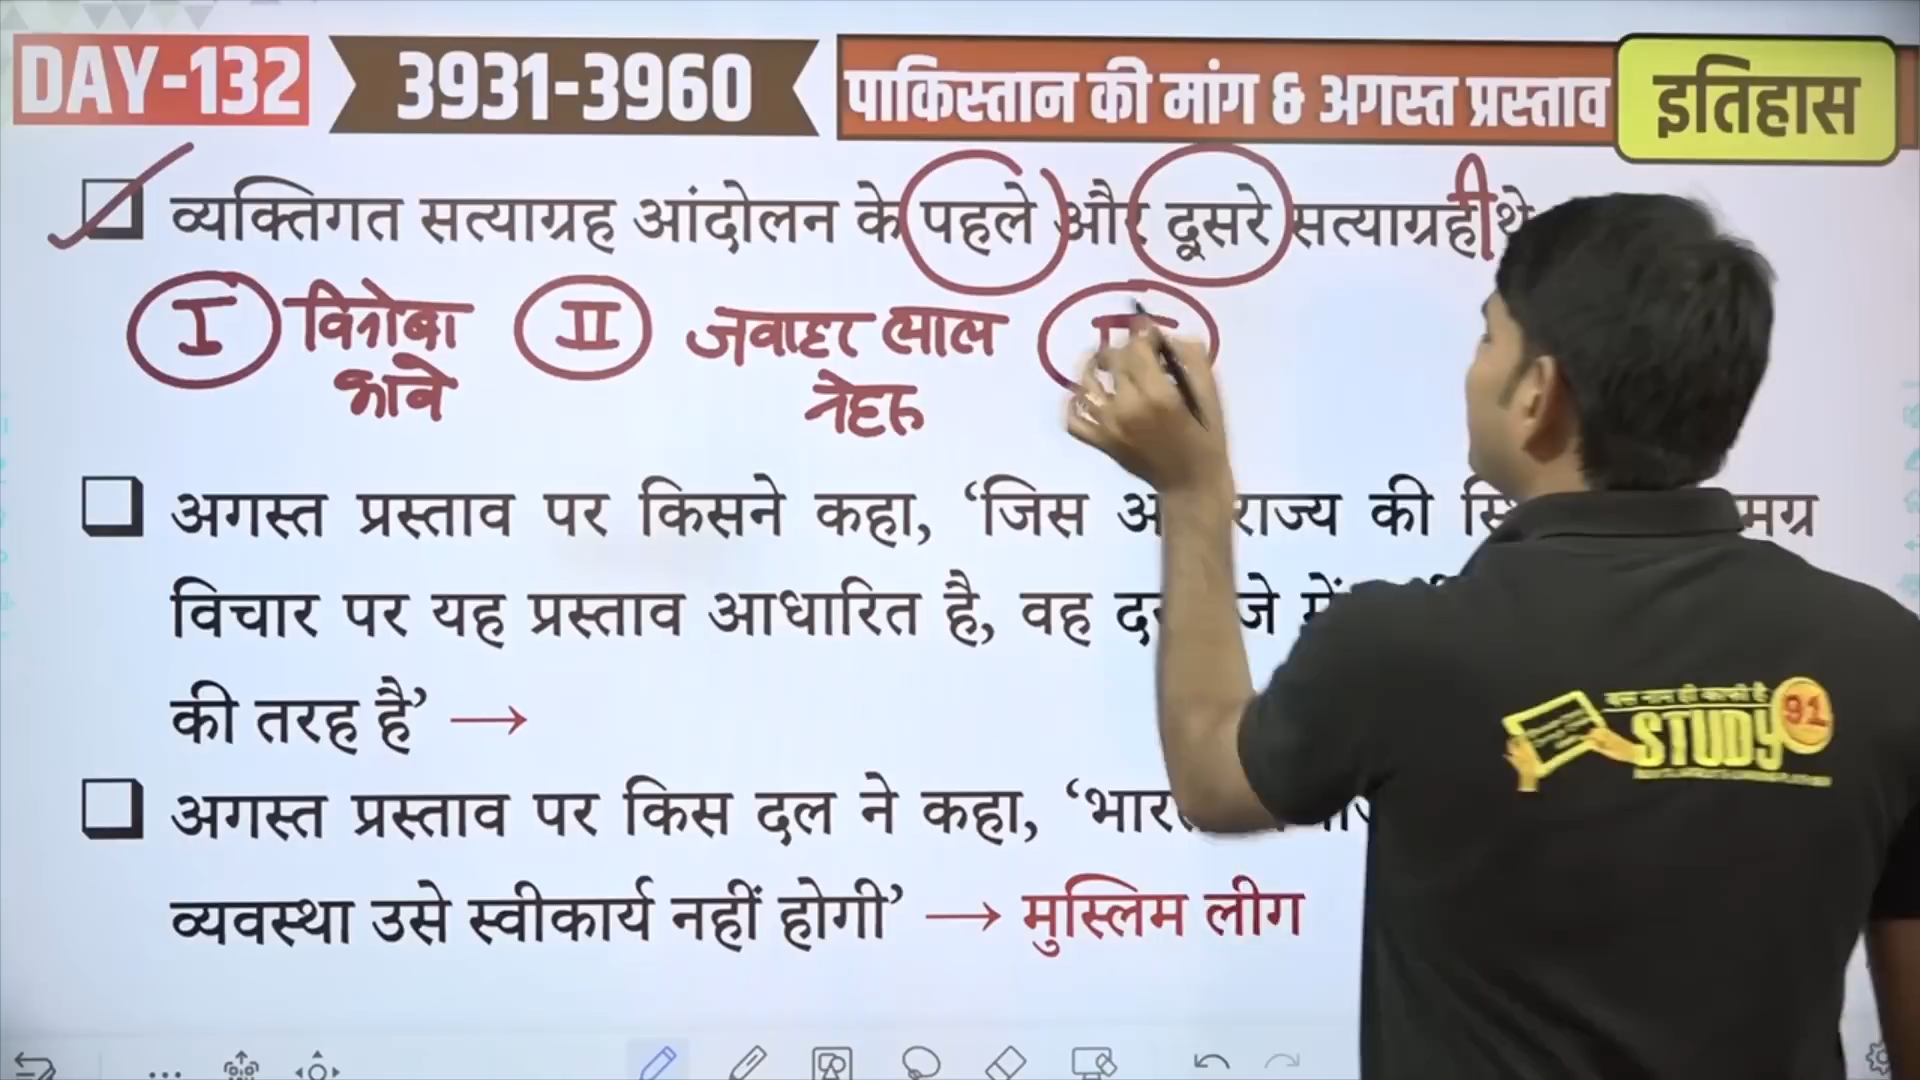 DAY-132
3931-3960
पाकिस्तान की मांग & अगस्त प्रस्ताव
इतिहास
व्यक्तिगत सत्याग्रह आंदोलन के पहले और दूसरे सत्याग्रही थे
I विनोबा भावे II जवाहर लाल नेहरू
अगस्त प्रस्ताव पर किसने कहा, ‘जिस राज्य की मग्र
विचार पर यह प्रस्ताव आधारित है, वह
की तरह है’ →
अगस्त प्रस्ताव पर किस दल ने कहा,
व्यवस्था उसे स्वीकार्य नहीं होगी’ → मुस्लिम लीग
बस नाम ही काफी है
STUDY 91